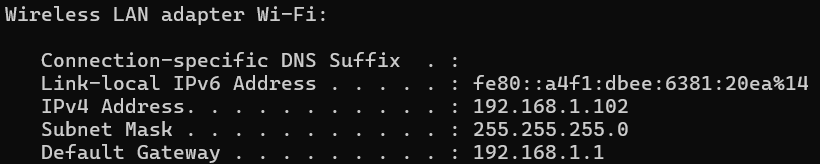 Wireless LAN adapter Wi-Fi:
Connection-specific DNS Suffix  . :
Link-local IPv6 Address . . . . . : fe80::a4f1:dbee:6381:20ea%14
IPv4 Address. . . . . . . . . . . : 192.168.1.102
Subnet Mask . . . . . . . . . . . : 255.255.255.0
Default Gateway . . . . . . . . . : 192.168.1.1